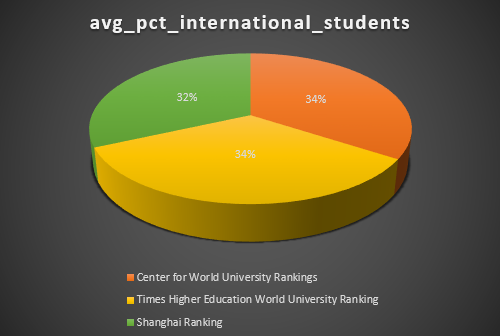 avg_pct_international_students
32%
34%
34%
Center for World University Rankings
Times Higher Education World University Ranking
Shanghai Ranking